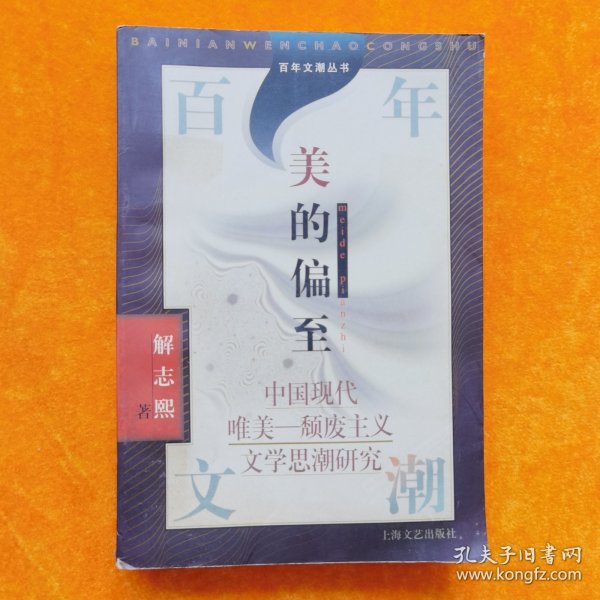 BAINIANWENCHAOCONGSHU
百年文潮丛书
百 年
美的偏至
meide pianzhi
解志熙
著
中国现代
唯美—颓废主义
文学思潮研究
文 潮
上海文艺出版社
孔夫子旧书网
www.kongfz.com